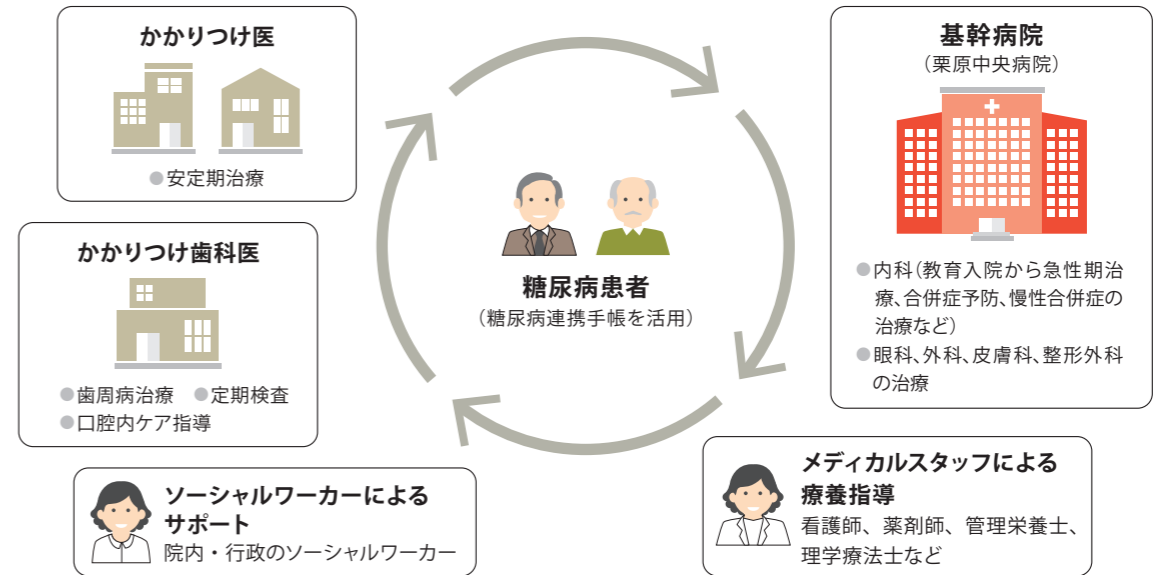 かかりつけ医
●安定期治療
かかりつけ歯科医
●歯周病治療 ●定期検査
●口腔内ケア指導
ソーシャルワーカーによる
サポート
院内・行政のソーシャルワーカー
糖尿病患者
（糖尿病連携手帳を活用）
基幹病院
（栗原中央病院）
●内科（教育入院から急性期治
療、合併症予防、慢性合併症の
治療など）
●眼科、外科、皮膚科、整形外科
の治療
メディカルスタッフによる
療養指導
看護師、薬剤師、管理栄養士、
理学療法士など